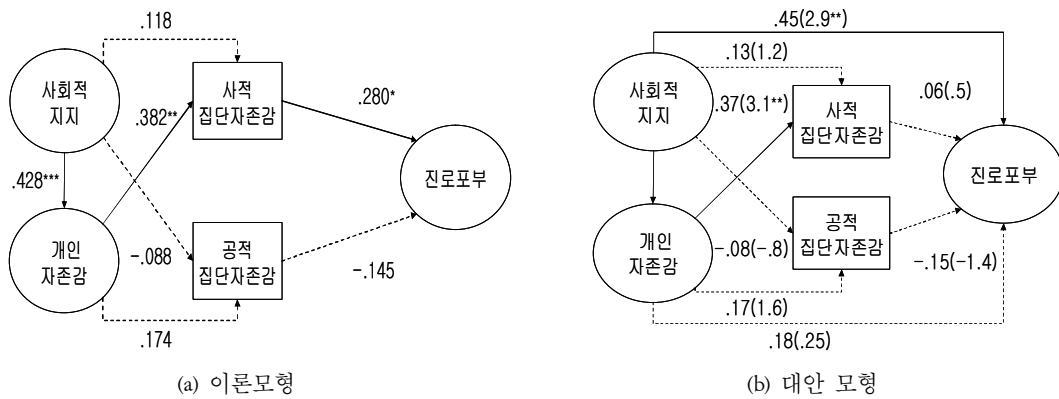 .118
사회적
지지
사적
집단자존감
.382**
.280*
.428***
진로포부
개인
자존감
공적
집단자존감
-.088
-.145
.174
(a) 이론모형
.45(2.9**)
.13(1.2)
사회적
지지
.37(3.1**)
사적
집단자존감
.06(.5)
진로포부
개인
자존감
공적
집단자존감
-.08(-.8)
-.15(-1.4)
.17(1.6)
.18(.25)
(b) 대안 모형